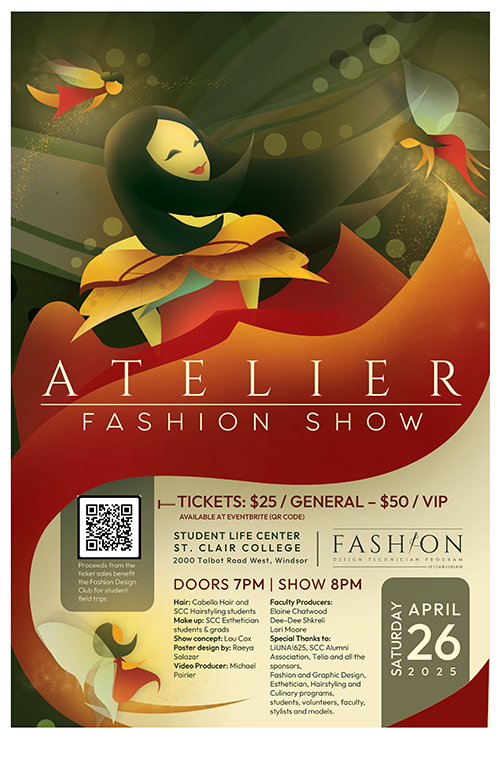 ATELIER
FASHION SHOW
TICKETS: $25 / GENERAL – $50 / VIP
AVAILABLE AT EVENTBRITE (QR CODE)
Proceeds from the
ticket sales benefit
the Fashion Design
Club for student
field trips
STUDENT LIFE CENTER
ST. CLAIR COLLEGE
2000 Talbot Road West, Windsor
FASHION
DESIGN TECHNICIAN PROGRAM
ST CLAIR COLLEGE
DOORS 7PM | SHOW 8PM
Hair: Cabello Hair and
SCC Hairstyling students
Make up: SCC Esthetician
students & grads
Show concept: Lou Cox
Poster design by: Raeya
Salazar
Video Producer: Michael
Poirier
Faculty Producers:
Elaine Chatwood
Dee-Dee Shkreli
Lori Moore
Special Thanks to:
LiUNA!625, SCC Alumni
Association, Telio and all the
sponsors,
Fashion and Graphic Design,
Esthetician, Hairstyling and
Culinary programs,
students, volunteers, faculty,
stylists and models.
SATURDAY
APRIL
26
2025